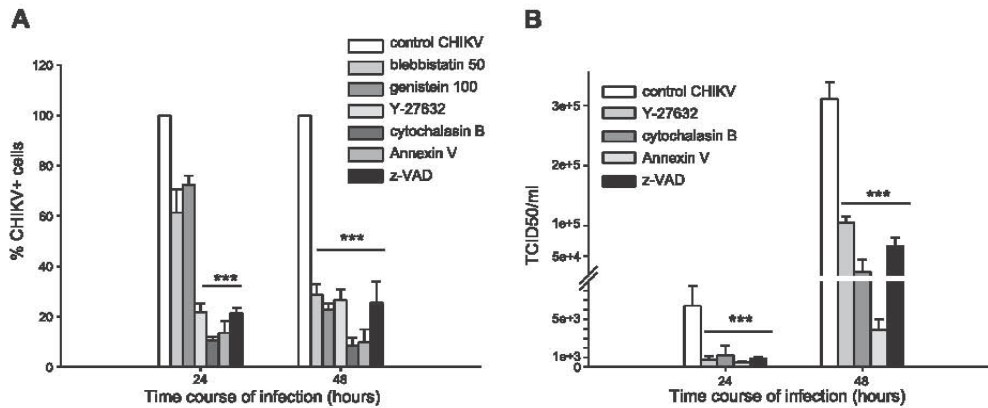 A
control CHIKV
blebbistatin 50
genistein 100
Y-27632
cytochalasin B
Annexin V
z-VAD
120
100
80
60
40
20
0
% CHIKV+ cells
***
***
24
48
Time course of infection (hours)
B
control CHIKV
Y-27632
cytochalasin B
Annexin V
z-VAD
3e+5
2e+5
1e+5
5e+4
5e+3
1e+3
0
TCID50/ml
***
***
24
48
Time course of infection (hours)